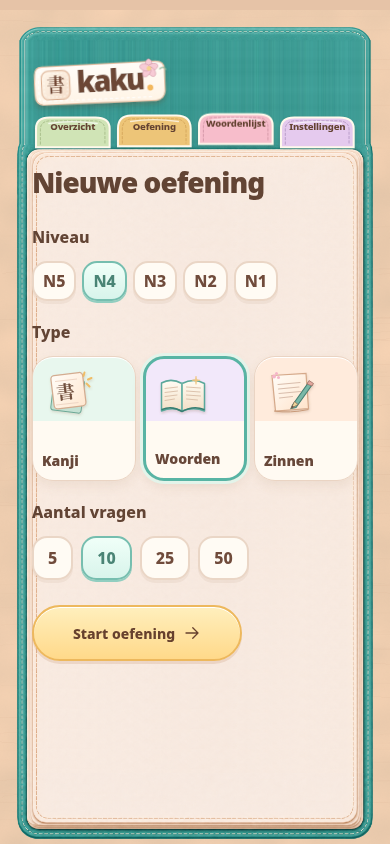 書 kaku.
Overzicht Oefening Woordenlijst Instellingen
Nieuwe oefening
Niveau
N5 N4 N3 N2 N1
Type
書
Kanji Woorden Zinnen
Aantal vragen
5 10 25 50
Start oefening →